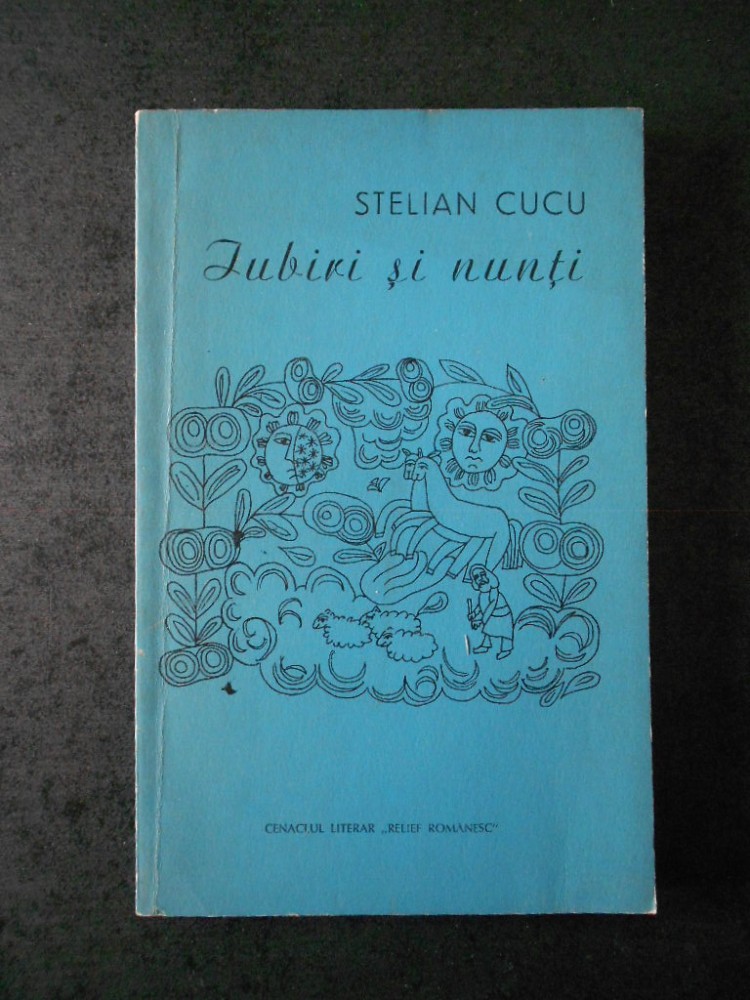 STELIAN CUCU
Iubiri și nunți
CENACLUL LITERAR „RELIEF ROMÂNESC"